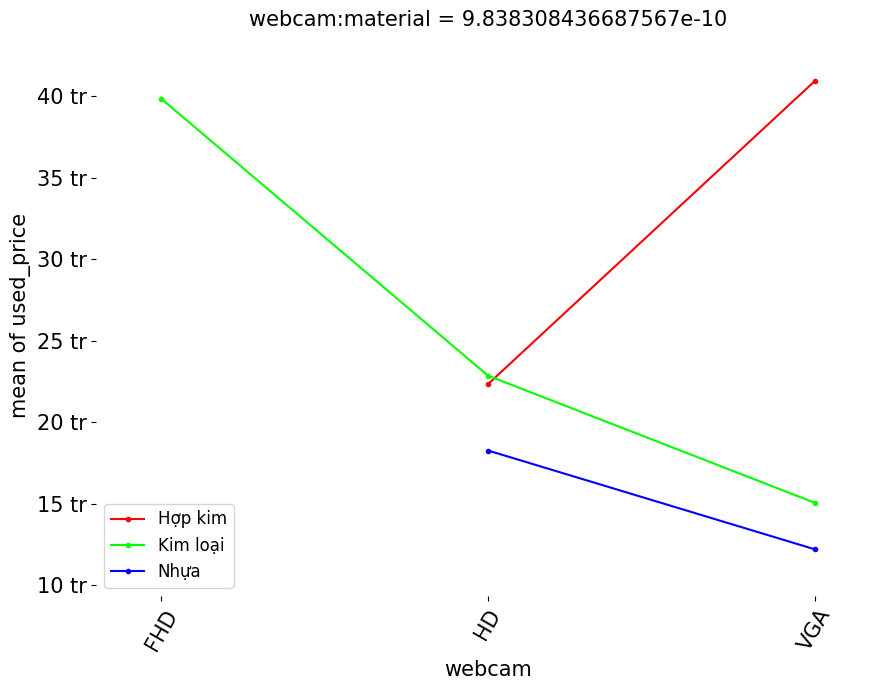 webcam:material = 9.838308436687567e-10
mean of used_price
40 tr
35 tr
30 tr
25 tr
20 tr
15 tr
10 tr
Hợp kim
Kim loại
Nhựa
FHD
HD
VGA
webcam